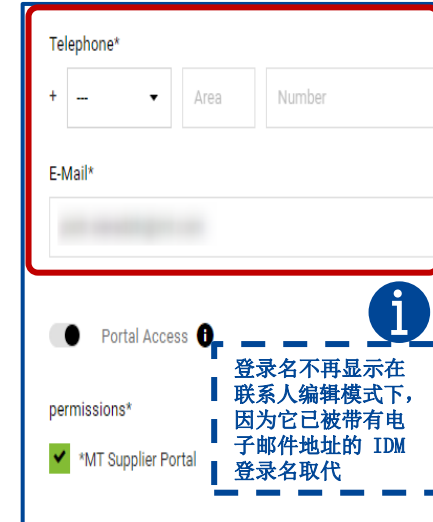 Telephone*
+ --- Area Number
E-Mail*
Portal Access i
i
登录名不再显示在
联系人编辑模式下，
因为它已被带有电
子邮件地址的 IDM
登录名取代
permissions*
*MT Supplier Portal